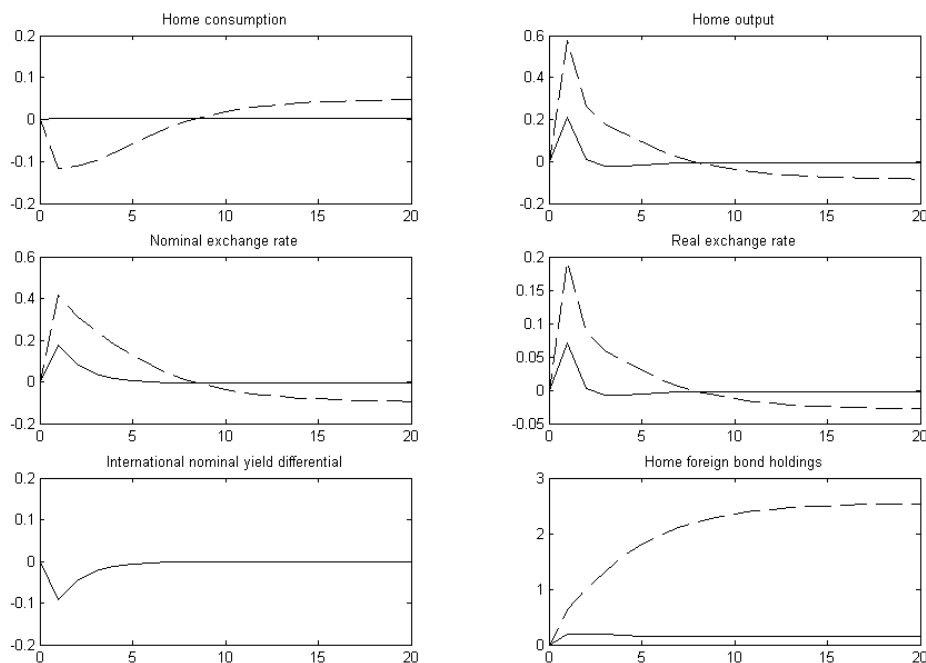 Home consumption
0.2
0.1
0
-0.1
-0.2
0 5 10 15 20
Home output
0.6
0.4
0.2
0
-0.2
0 5 10 15 20
Nominal exchange rate
0.6
0.4
0.2
0
-0.2
0 5 10 15 20
Real exchange rate
0.2
0.15
0.1
0.05
0
-0.05
0 5 10 15 20
International nominal yield differential
0.2
0.1
0
-0.1
-0.2
0 5 10 15 20
Home foreign bond holdings
3
2
1
0
0 5 10 15 20